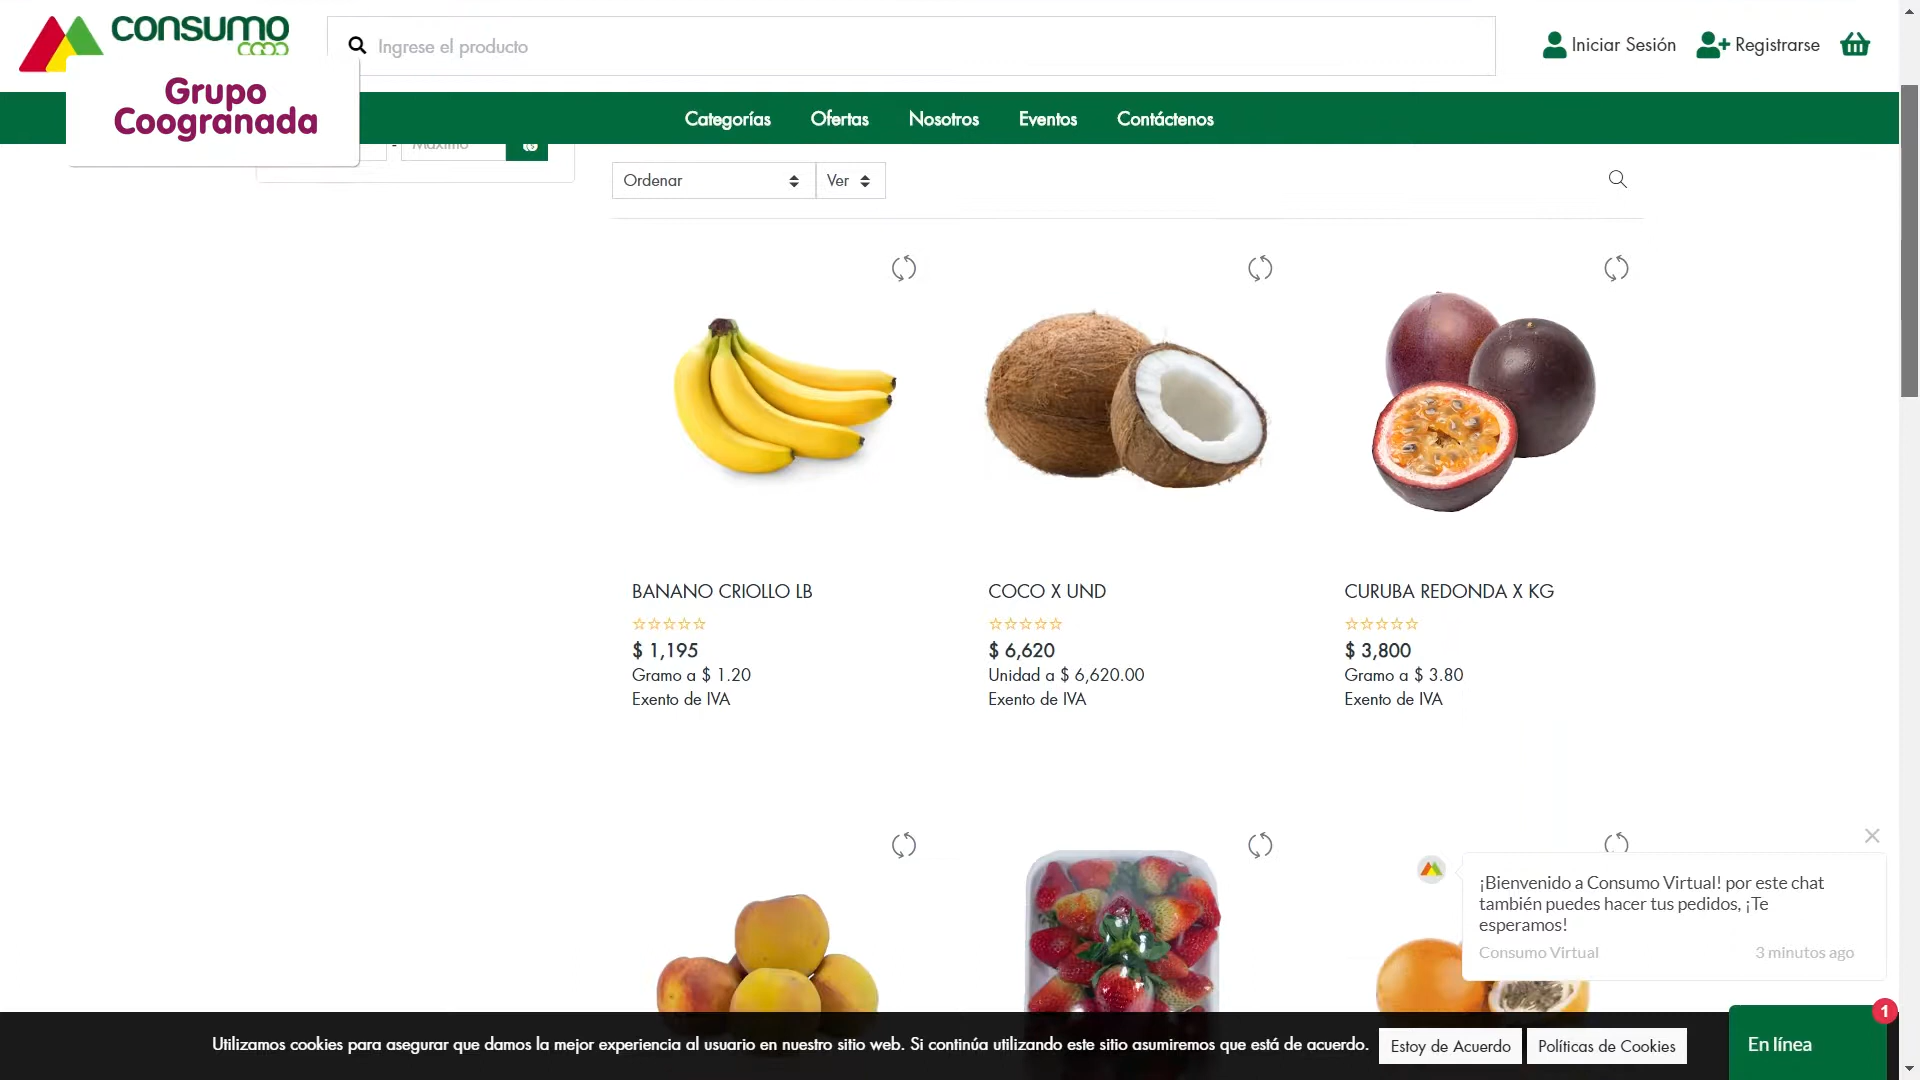 consumo
coop
Ingrese el producto
Iniciar Sesión
Registrarse
Grupo
Coogranada
Categorías
Ofertas
Nosotros
Eventos
Contáctenos
-
Máximo
Ordenar
Ver
BANANO CRIOLLO LB
$ 1,195
Gramo a $ 1.20
Exento de IVA
COCO X UND
$ 6,620
Unidad a $ 6,620.00
Exento de IVA
CURUBA REDONDA X KG
$ 3,800
Gramo a $ 3.80
Exento de IVA
¡Bienvenido a Consumo Virtual! por este chat
también puedes hacer tus pedidos, ¡Te
esperamos!
Consumo Virtual
3 minutos ago
Utilizamos cookies para asegurar que damos la mejor experiencia al usuario en nuestro sitio web. Si continúa utilizando este sitio asumiremos que está de acuerdo.
Estoy de Acuerdo
Políticas de Cookies
En línea
1